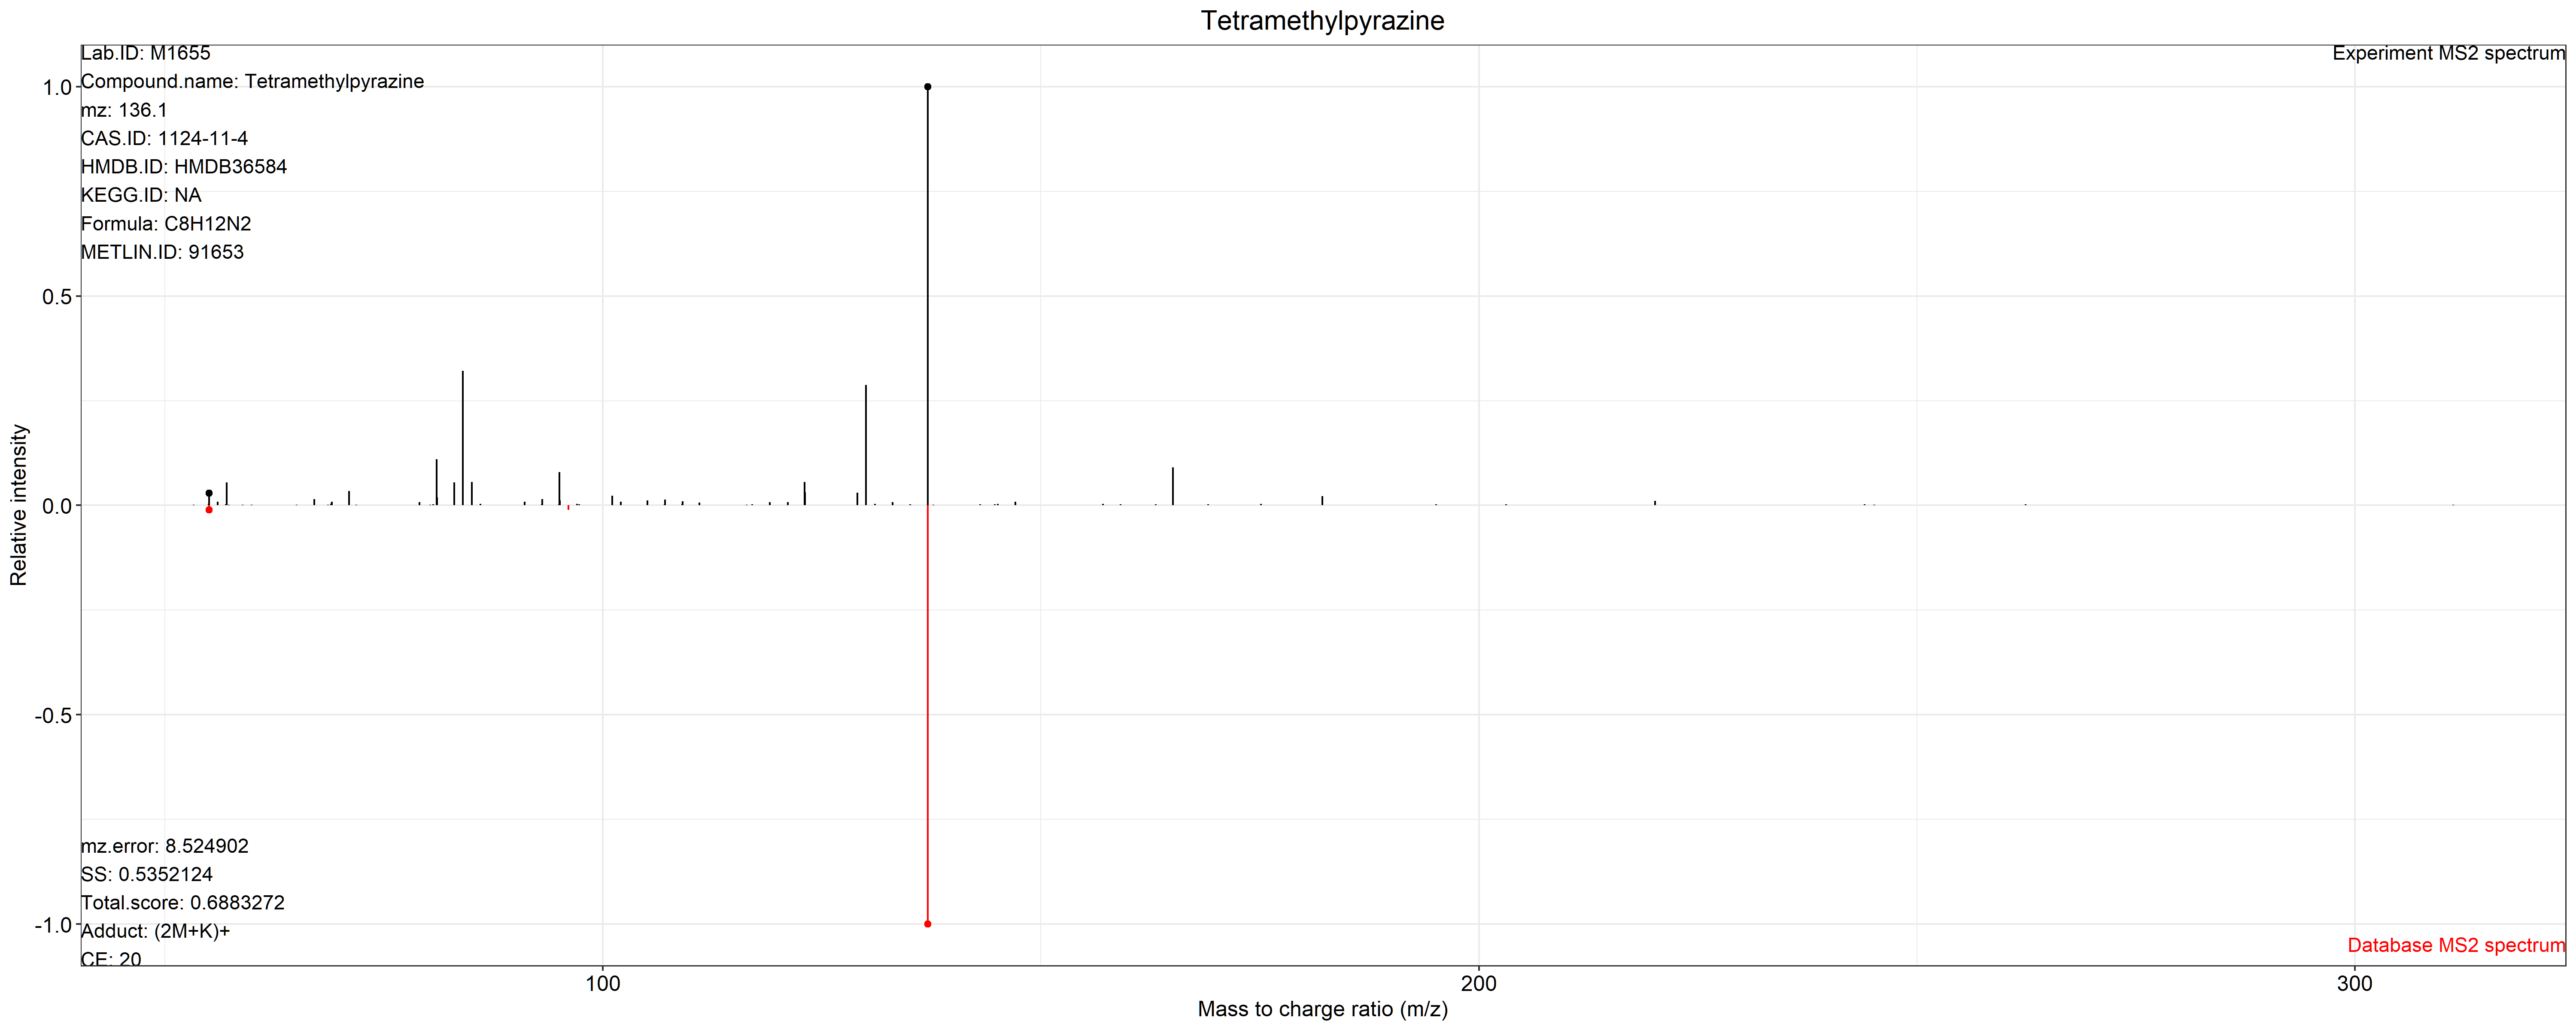 Tetramethylpyrazine
Lab.ID: M1655
Experiment MS2 spectrum
Compound.name: Tetramethylpyrazine
mz: 136.1
CAS.ID: 1124-11-4
HMDB.ID: HMDB36584
KEGG.ID: NA
Formula: C8H12N2
METLIN.ID: 91653
1.0
0.5
0.0
-0.5
-1.0
Relative intensity
mz.error: 8.524902
SS: 0.5352124
Total.score: 0.6883272
Adduct: (2M+K)+
CE: 20
Database MS2 spectrum
100
200
300
Mass to charge ratio (m/z)